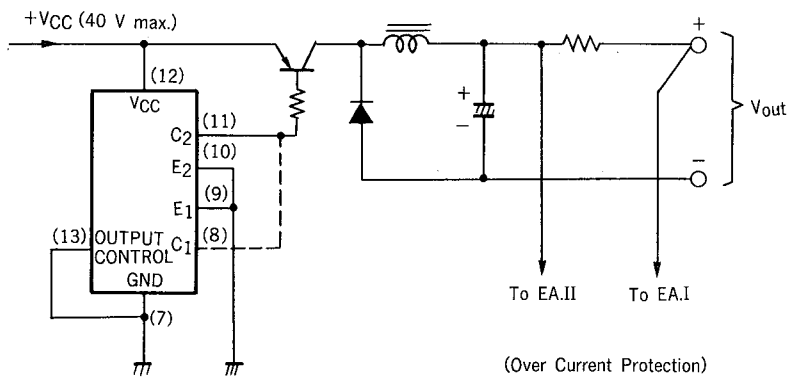 +VCC (40 V max.)
(12)
VCC
C2 (11)
(10)
E2
(9)
E1
(13) OUTPUT CONTROL C1 (8)
GND
(7)
+
−
+
−
Vout
To EA.II
To EA.I
(Over Current Protection)